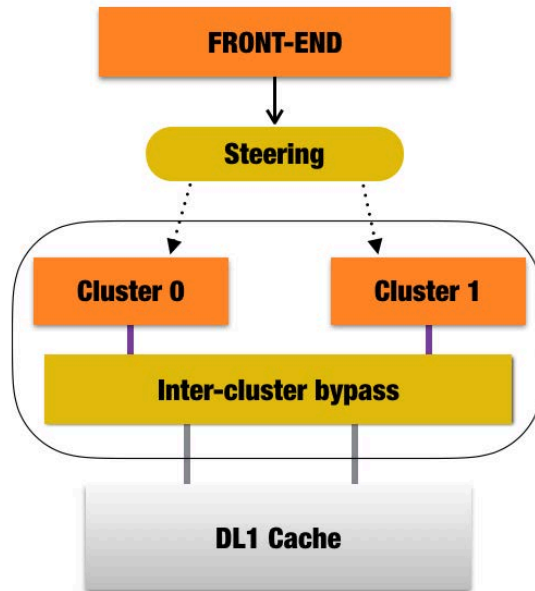 FRONT-END
Steering
Cluster 0
Cluster 1
Inter-cluster bypass
DL1 Cache